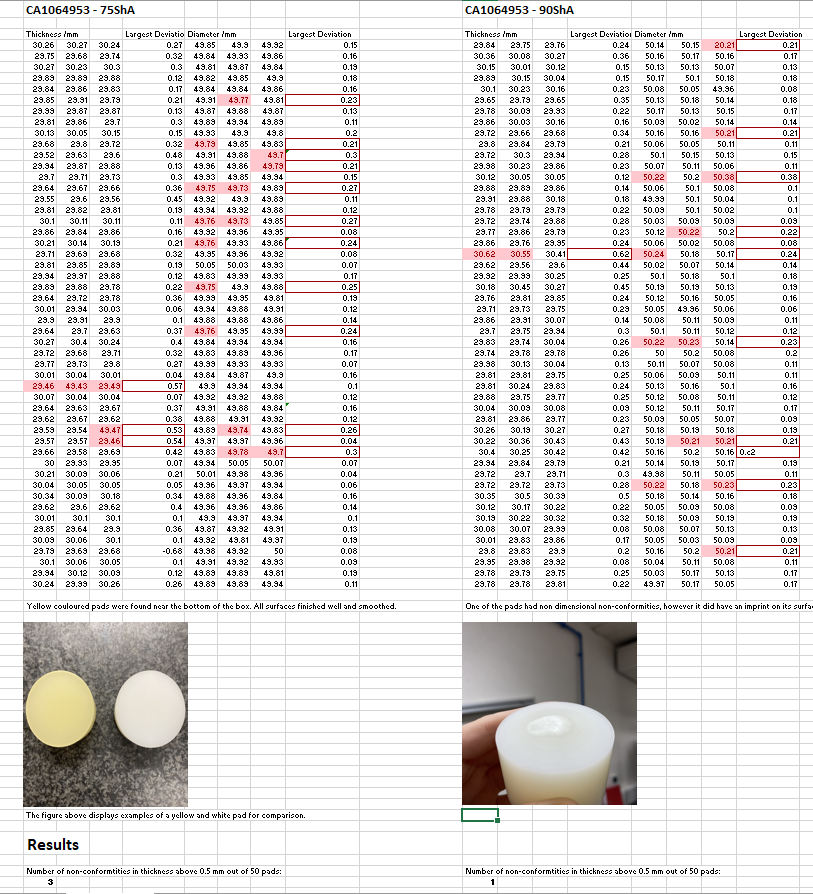 CA1064953 - 75ShA CA1064953 - 90ShA
Thickness /mm Largest Deviatio Diameter /mm Largest Deviation Thickness /mm Largest Deviatio Diameter /mm Largest Deviation
30.26 30.27 30.24 0.27 49.85 49.9 49.92 0.15 29.84 29.75 29.76 0.24 50.14 50.15 20.21 0.21
29.75 29.68 29.74 0.32 49.84 49.93 49.86 0.16 30.36 30.08 30.27 0.36 50.16 50.17 50.16 0.17
30.27 30.23 30.3 0.3 49.81 49.87 49.84 0.19 30.15 30.01 30.12 0.15 50.13 50.13 50.07 0.13
29.89 29.89 29.88 0.12 49.82 49.85 49.9 0.18 29.89 30.15 30.04 0.15 50.17 50.1 50.18 0.18
29.84 29.86 29.83 0.17 49.84 49.84 49.86 0.16 30.1 30.23 30.16 0.23 50.08 50.05 49.96 0.08
29.85 29.91 29.79 0.21 49.91 49.77 49.81 0.23 29.65 29.79 29.65 0.35 50.13 50.18 50.14 0.18
29.99 29.87 29.87 0.13 49.87 49.88 49.87 0.13 29.78 30.09 29.93 0.22 50.17 50.13 50.15 0.17
29.81 29.86 29.7 0.3 49.89 49.94 49.89 0.11 29.86 30.03 30.16 0.16 50.09 50.02 50.14 0.14
30.13 30.05 30.15 0.15 49.93 49.9 49.8 0.2 29.72 29.66 29.68 0.34 50.16 50.16 50.21 0.21
29.68 29.8 29.72 0.32 49.79 49.85 49.83 0.21 29.8 29.84 29.79 0.21 50.06 50.05 50.11 0.11
29.52 29.63 29.6 0.48 49.91 49.88 49.7 0.3 29.72 30.3 29.94 0.28 50.1 50.15 50.13 0.15
29.94 29.87 29.88 0.13 49.96 49.86 49.79 0.21 29.98 30.23 29.86 0.23 50.07 50.11 50.06 0.11
29.7 29.71 29.73 0.3 49.93 49.85 49.94 0.15 30.12 30.05 30.05 0.12 50.22 50.2 50.38 0.38
29.64 29.67 29.66 0.36 49.75 49.73 49.89 0.27 29.88 29.89 29.86 0.14 50.06 50.1 50.08 0.1
29.55 29.6 29.56 0.45 49.92 49.9 49.89 0.11 29.91 29.88 30.18 0.18 49.99 50.1 50.04 0.1
29.81 29.82 29.81 0.19 49.94 49.92 49.88 0.12 29.78 29.79 29.79 0.22 50.09 50.1 50.02 0.1
30.1 30.11 30.11 0.11 49.76 49.73 49.85 0.27 29.74 29.72 29.88 0.28 50.03 50.09 50.09 0.09
29.86 29.84 29.86 0.16 49.92 49.96 49.95 0.08 29.77 29.86 29.79 0.23 50.12 50.22 50.2 0.22
30.21 30.14 30.19 0.21 49.76 49.93 49.86 0.24 29.86 29.76 29.95 0.24 50.06 50.02 50.08 0.08
29.71 29.69 29.68 0.32 49.95 49.96 49.92 0.08 30.62 30.55 30.41 0.62 50.24 50.18 50.17 0.24
29.81 29.85 29.89 0.19 50.05 50.03 49.93 0.07 29.62 29.56 29.6 0.44 50.02 50.07 50.14 0.14
29.94 29.97 29.88 0.12 49.83 49.99 49.93 0.17 29.92 29.99 30.25 0.25 50.1 50.18 50.1 0.18
29.89 29.88 29.78 0.22 49.75 49.9 49.88 0.25 30.18 30.45 30.27 0.45 50.19 50.19 50.13 0.19
29.64 29.72 29.78 0.36 49.99 49.95 49.81 0.19 29.76 29.81 29.85 0.24 50.12 50.16 50.05 0.16
30.01 29.94 30.03 0.06 49.94 49.88 49.91 0.12 29.71 29.73 29.75 0.29 50.05 49.96 50.06 0.06
29.9 29.91 29.9 0.1 49.88 49.88 49.86 0.14 29.86 29.91 30.07 0.14 50.08 50.11 50.09 0.11
29.64 29.7 29.63 0.37 49.76 49.95 49.99 0.24 29.7 29.75 29.94 0.3 50.1 50.11 50.12 0.12
30.27 30.4 30.24 0.4 49.84 49.94 49.94 0.16 29.83 29.74 30.04 0.26 50.22 50.23 50.14 0.23
29.72 29.68 29.71 0.32 49.83 49.89 49.96 0.17 29.74 29.78 29.78 0.26 50 50.2 50.08 0.2
29.77 29.73 29.8 0.27 49.99 49.93 49.93 0.07 29.98 30.13 30.04 0.13 50.11 50.07 50.08 0.11
30.01 30.04 30.01 0.04 49.84 49.87 49.9 0.16 29.81 29.81 29.75 0.25 50.06 50.09 50.11 0.11
29.46 49.43 29.49 0.57 49.9 49.94 49.94 0.1 29.81 30.24 29.83 0.24 50.13 50.16 50.1 0.16
30.07 30.04 30.04 0.07 49.92 49.92 49.88 0.12 29.88 29.75 29.77 0.25 50.12 50.08 50.11 0.12
29.64 29.63 29.67 0.37 49.91 49.88 49.84 0.16 30.04 30.09 30.08 0.09 50.12 50.11 50.17 0.17
29.62 29.67 29.62 0.38 49.88 49.91 49.92 0.12 29.81 29.86 29.77 0.23 50.09 50.05 50.07 0.09
29.59 29.54 49.47 0.53 49.89 49.74 49.83 0.26 30.26 30.19 30.27 0.27 50.18 50.19 50.18 0.19
29.57 29.57 29.46 0.54 49.97 49.97 49.96 0.04 30.22 30.36 30.43 0.43 50.19 50.21 50.21 0.21
29.66 29.58 29.69 0.42 49.83 49.78 49.7 0.3 30.4 30.25 30.42 0.42 50.16 50.2 50.16 0.c2
30 29.93 29.95 0.07 49.94 50.05 50.07 0.07 29.94 29.84 29.79 0.21 50.14 50.19 50.17 0.19
30.21 30.09 30.06 0.21 50.01 49.98 49.96 0.04 29.72 29.7 29.71 0.3 49.98 50.11 50.05 0.11
30.04 30.05 30.05 0.05 49.96 49.97 49.94 0.06 29.72 29.72 29.73 0.28 50.22 50.18 50.23 0.23
30.34 30.09 30.18 0.34 49.88 49.96 49.84 0.16 30.35 30.5 30.39 0.5 50.18 50.14 50.16 0.18
29.62 29.6 29.62 0.4 49.96 49.96 49.86 0.14 30.12 30.17 30.22 0.22 50.05 50.09 50.08 0.09
30.01 30.1 30.1 0.1 49.9 49.97 49.94 0.1 30.19 30.22 30.32 0.32 50.18 50.09 50.19 0.19
29.85 29.64 29.9 0.36 49.87 49.92 49.91 0.13 30.08 30.07 29.99 0.08 50.08 50.07 50.13 0.13
30.09 30.06 30.1 0.1 49.92 49.81 49.97 0.19 30.01 29.83 29.86 0.17 50.05 50.03 50.09 0.09
29.79 29.69 29.68 -0.68 49.98 49.92 50 0.08 29.8 29.83 29.9 0.2 50.16 50.2 50.21 0.21
30.1 30.06 30.05 0.1 49.91 49.92 49.93 0.09 29.95 29.98 29.92 0.08 50.04 50.11 50.08 0.11
29.94 30.12 30.09 0.12 49.89 49.89 49.81 0.19 29.78 29.79 29.75 0.25 50.03 50.17 50.13 0.17
30.24 29.99 30.26 0.26 49.89 49.89 49.94 0.11 29.78 29.78 29.81 0.22 49.97 50.17 50.05 0.17
Yellow couloured pads were found near the bottom of the box. All surfaces finished well and smoothed. One of the pads had non dimensional non-conformities, however it did have an imprint on its surfa
The figure above displays examples of a yellow and white pad for comparison.
Results
Number of non-conformtities in thickness above 0.5 mm out of 50 pads: Number of non-conformtities in thickness above 0.5 mm out of 50 pads:
3 1